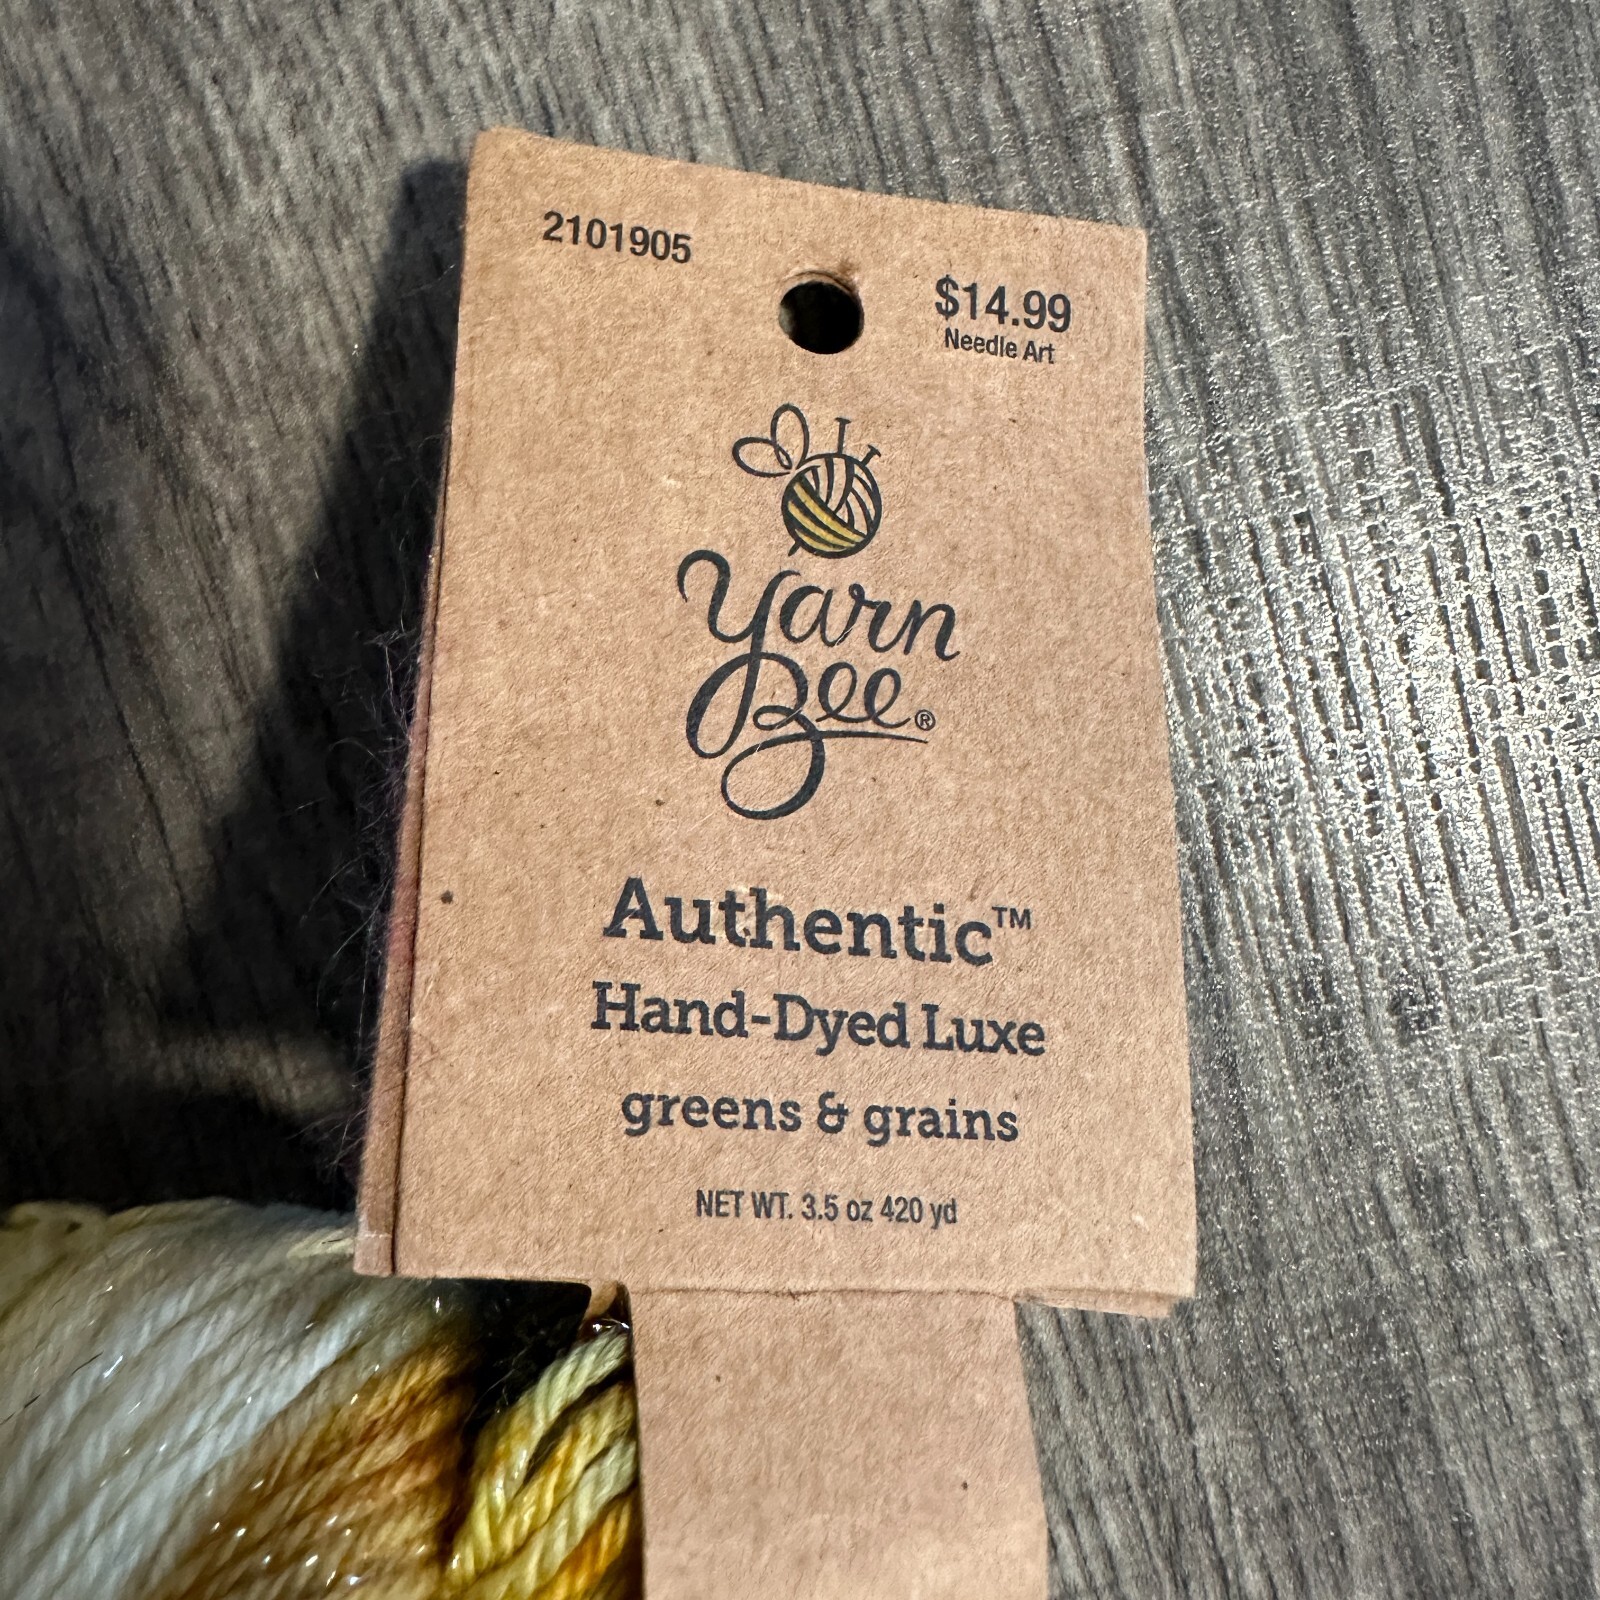 2101905
$14.99
Needle Art
Yarn
Bee®
Authentic™
Hand-Dyed Luxe
greens & grains
NET WT. 3.5 oz 420 yd